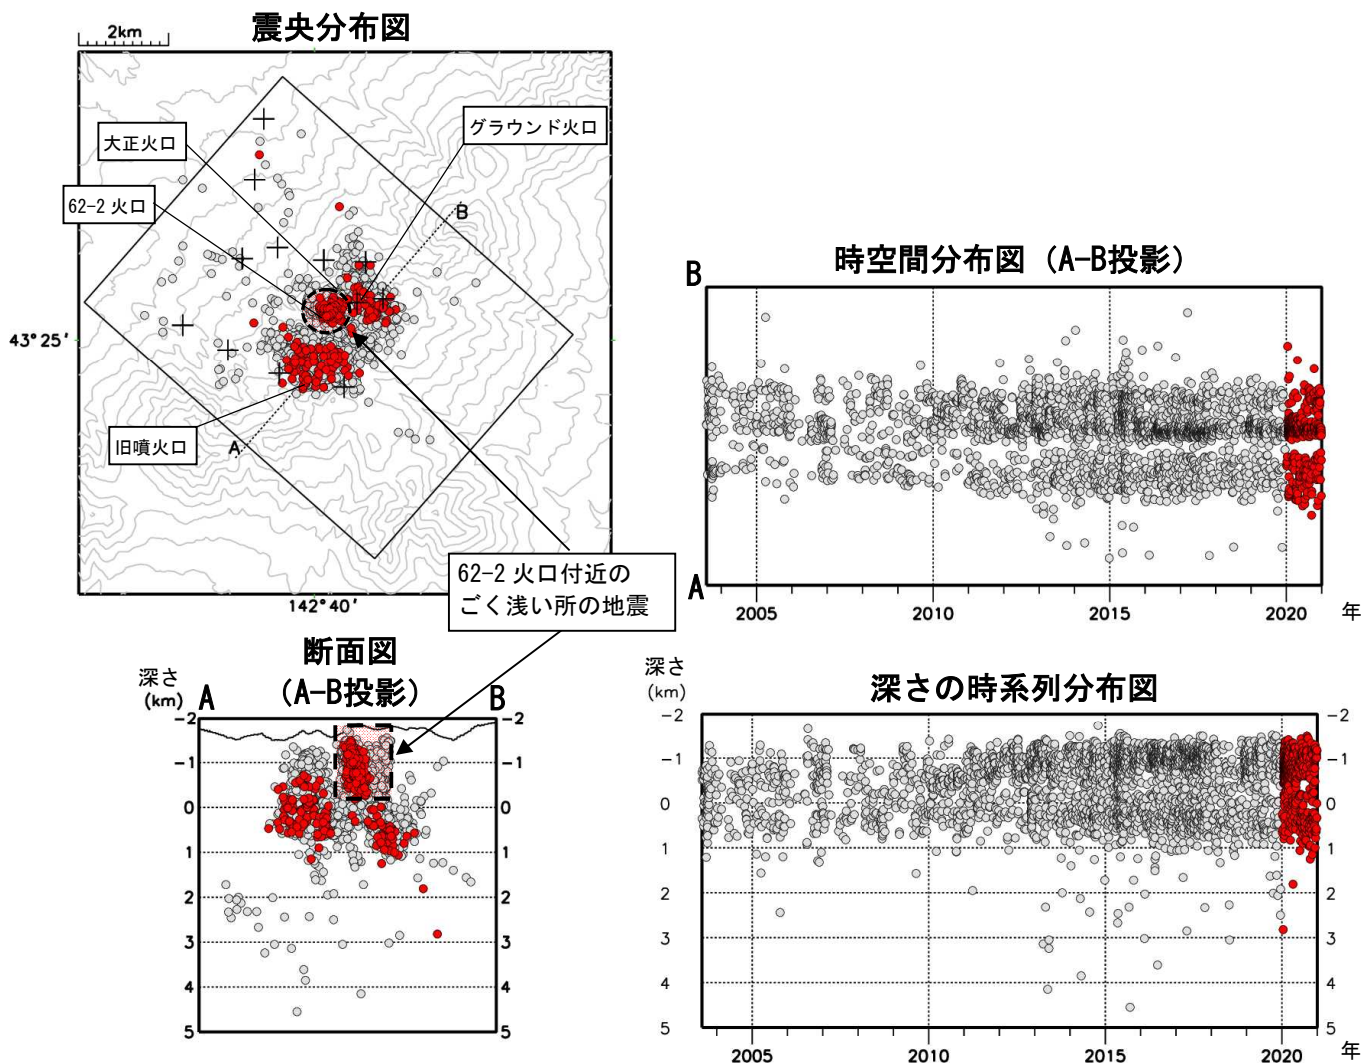 震央分布図
2km
大正火口
グラウンド火口
62-2 火口
B
43°25′
A
旧噴火口
142°40′
62-2 火口付近の
ごく浅い所の地震
時空間分布図（A-B投影）
B
A
2005
2010
2015
2020
年
断面図
（A-B投影）
深さ
(km)
A
B
-2
-2
-1
-1
0
0
1
1
2
2
3
3
4
4
5
5
深さの時系列分布図
深さ
(km)
-2
-2
-1
-1
0
0
1
1
2
2
3
3
4
4
5
5
2005
2010
2015
2020
年